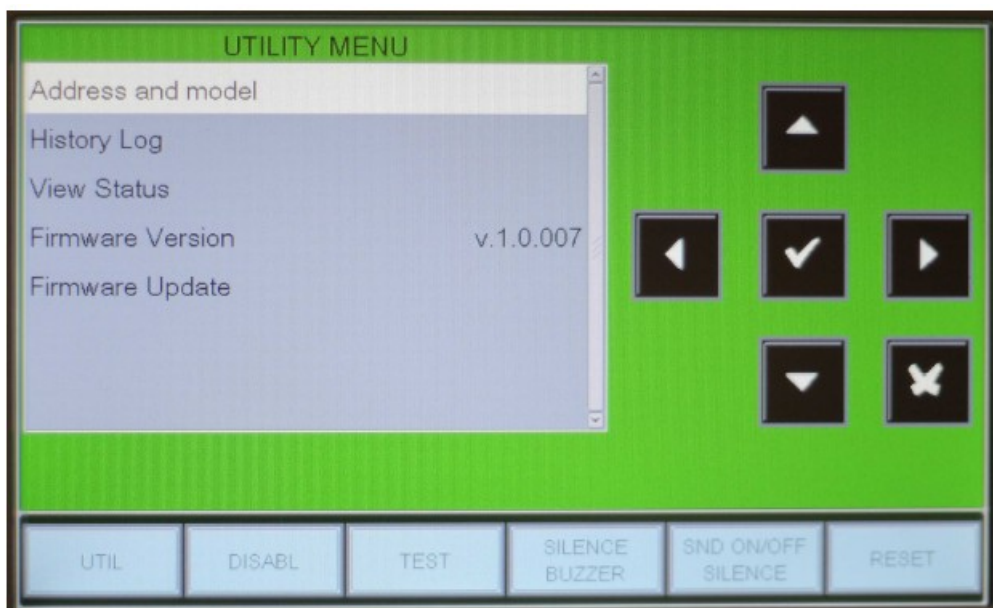 UTILITY MENU
Address and model
History Log
View Status
Firmware Version v.1.0.007
Firmware Update
UTIL
DISABL
TEST
SILENCE
BUZZER
SND ON/OFF
SILENCE
RESET